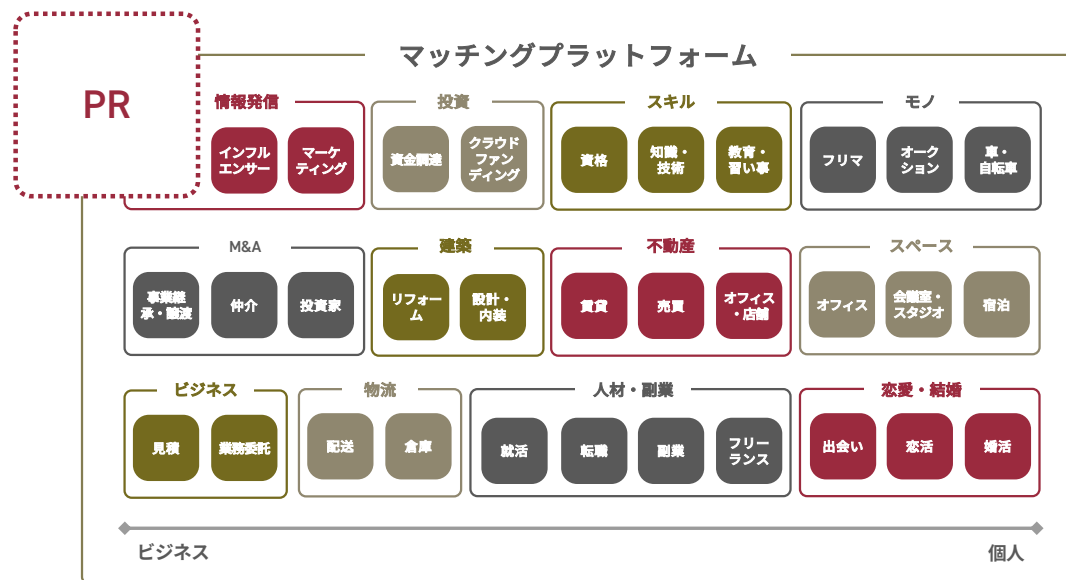 マッチングプラットフォーム
PR
情報発信
インフル
エンサー
マーケ
ティング
投資
資金調達
クラウド
ファン
ディング
スキル
資格
知識・
技術
教育・
習い事
モノ
フリマ
オーク
ション
車・
自転車
M&A
事業継
承・譲渡
仲介
投資家
建築
リフォー
ム
設計・
内装
不動産
賃貸
売買
オフィス
・店舗
スペース
オフィス
会議室・
スタジオ
宿泊
ビジネス
見積
業務委託
物流
配送
倉庫
人材・副業
就活
転職
副業
フリー
ランス
恋愛・結婚
出会い
恋活
婚活
ビジネス
個人